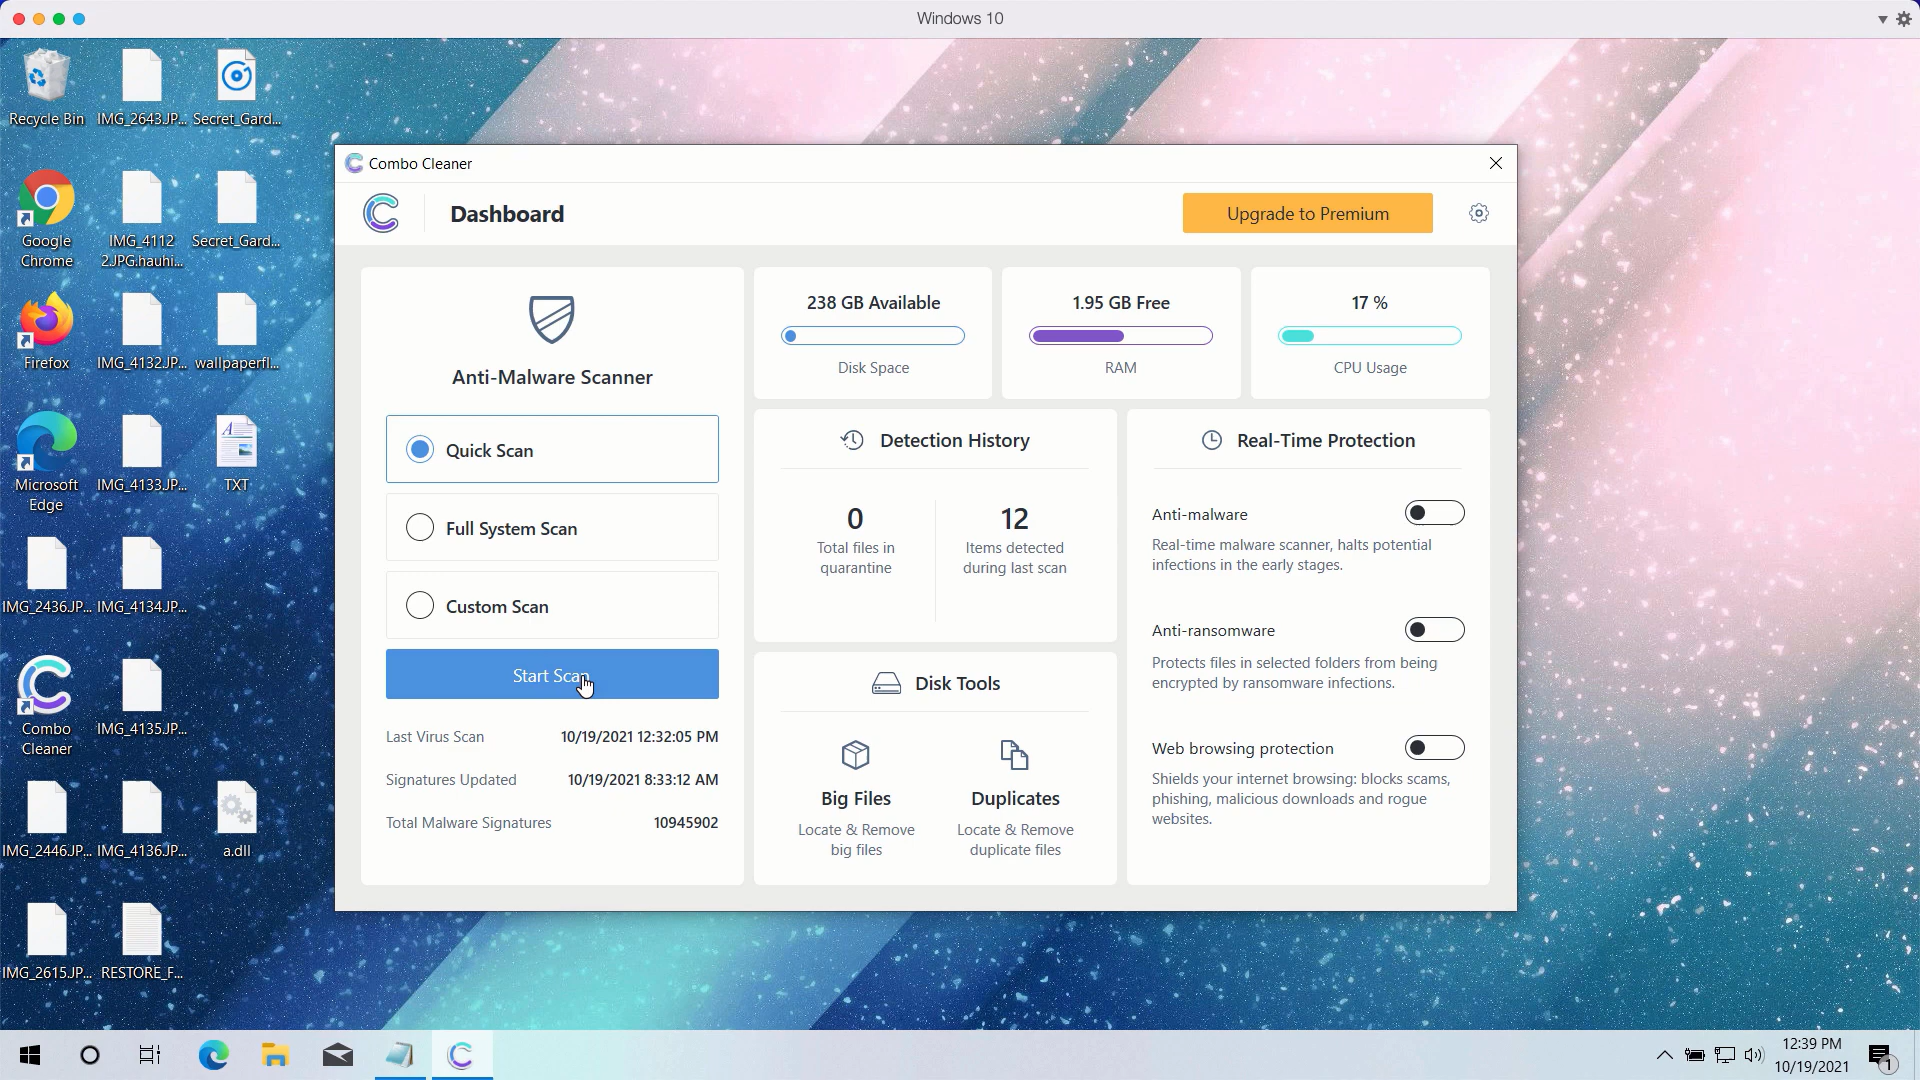 Windows 10
Recycle Bin
IMG_2643.JP...
Secret_Gard...
Google
Chrome
IMG_4112
2.JPG.hauhi...
Secret_Gard...
Firefox
IMG_4132.JP...
wallpaperfl...
Microsoft
Edge
IMG_4133.JP...
TXT
IMG_2436.JP...
IMG_4134.JP...
Combo
Cleaner
IMG_4135.JP...
IMG_2446.JP...
IMG_4136.JP...
a.dll
IMG_2615.JP...
RESTORE_F...
Combo Cleaner
Dashboard
Upgrade to Premium
Anti-Malware Scanner
Quick Scan
Full System Scan
Custom Scan
Start Scan
Last Virus Scan 10/19/2021 12:32:05 PM
Signatures Updated 10/19/2021 8:33:12 AM
Total Malware Signatures 10945902
238 GB Available
Disk Space
1.95 GB Free
RAM
17 %
CPU Usage
Detection History
0
Total files in
quarantine
12
Items detected
during last scan
Disk Tools
Big Files
Locate & Remove
big files
Duplicates
Locate & Remove
duplicate files
Real-Time Protection
Anti-malware
Real-time malware scanner, halts potential
infections in the early stages.
Anti-ransomware
Protects files in selected folders from being
encrypted by ransomware infections.
Web browsing protection
Shields your internet browsing: blocks scams,
phishing, malicious downloads and rogue
websites.
12:39 PM
10/19/2021
1